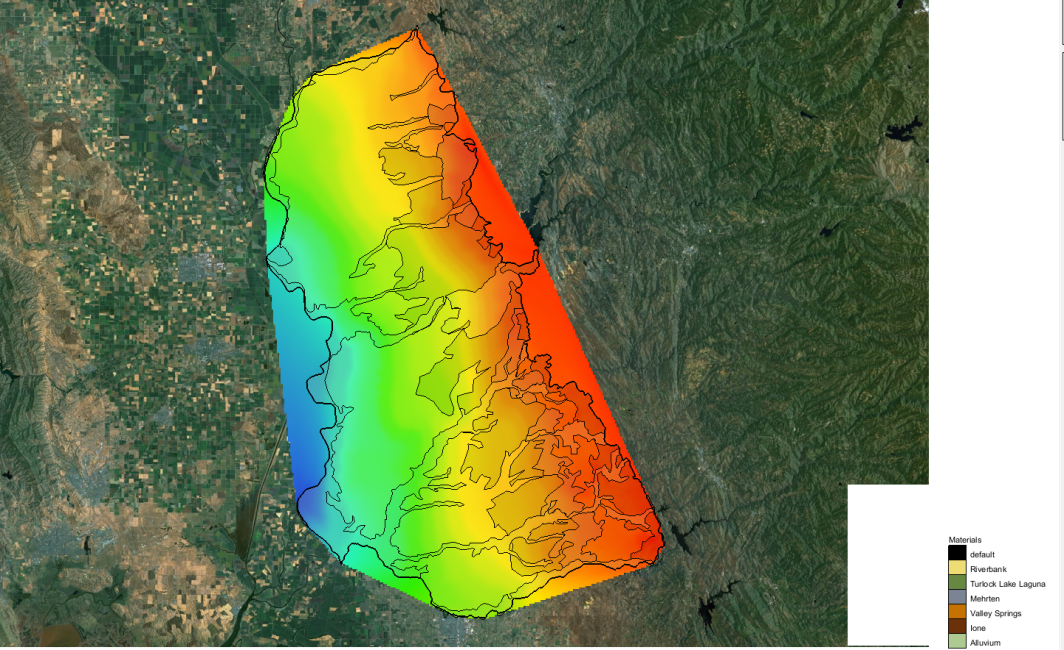 Materials
default
Riverbank
Turlock Lake Laguna
Mehrten
Valley Springs
Ione
Alluvium